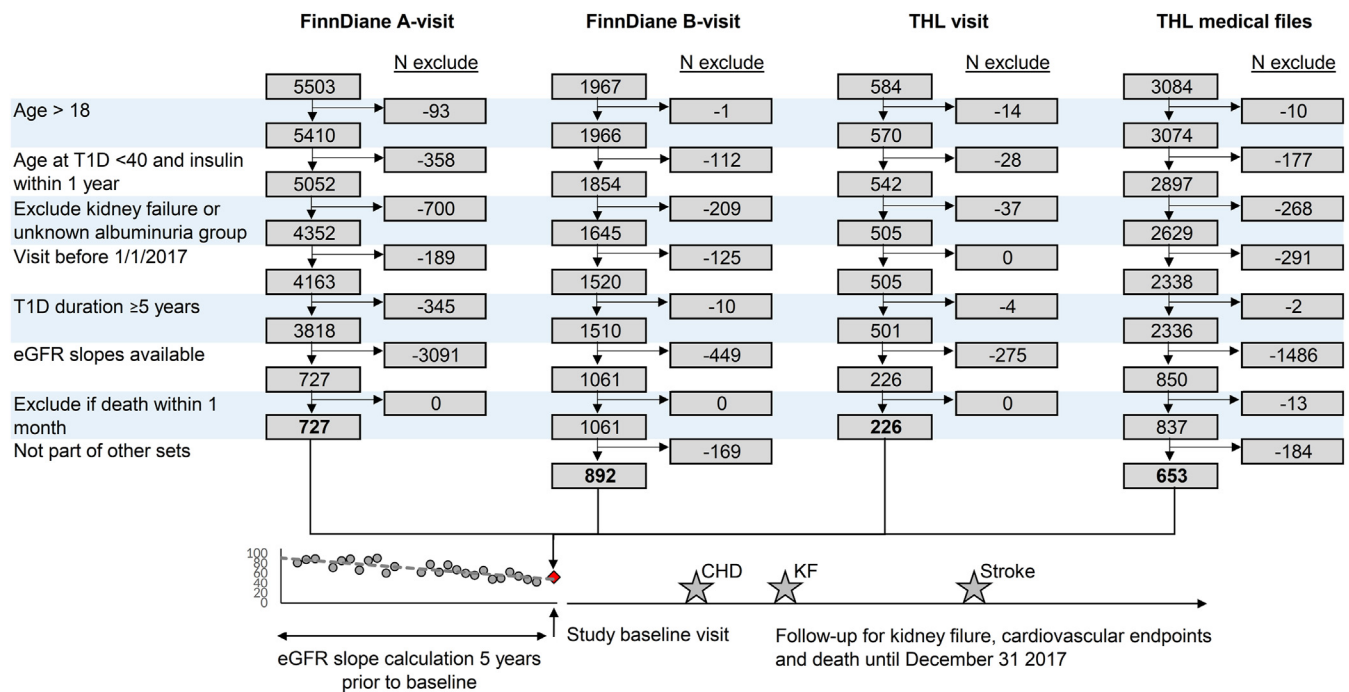 FinnDiane A-visit FinnDiane B-visit THL visit THL medical files
N exclude N exclude N exclude N exclude
5503 1967 584 3084
Age > 18 -93 -1 -14 -10
5410 1966 570 3074
Age at T1D <40 and insulin
within 1 year -358 -112 -28 -177
5052 1854 542 2897
Exclude kidney failure or
unknown albuminuria group -700 -209 -37 -268
4352 1645 505 2629
Visit before 1/1/2017 -189 -125 0 -291
4163 1520 505 2338
T1D duration ≥5 years -345 -10 -4 -2
3818 1510 501 2336
eGFR slopes available -3091 -449 -275 -1486
727 1061 226 850
Exclude if death within 1
month 0 0 0 -13
727 1061 226 837
Not part of other sets -169 -184
892 653
100
80
60
40
20
0
CHD KF Stroke
Study baseline visit
eGFR slope calculation 5 years
prior to baseline
Follow-up for kidney filure, cardiovascular endpoints
and death until December 31 2017